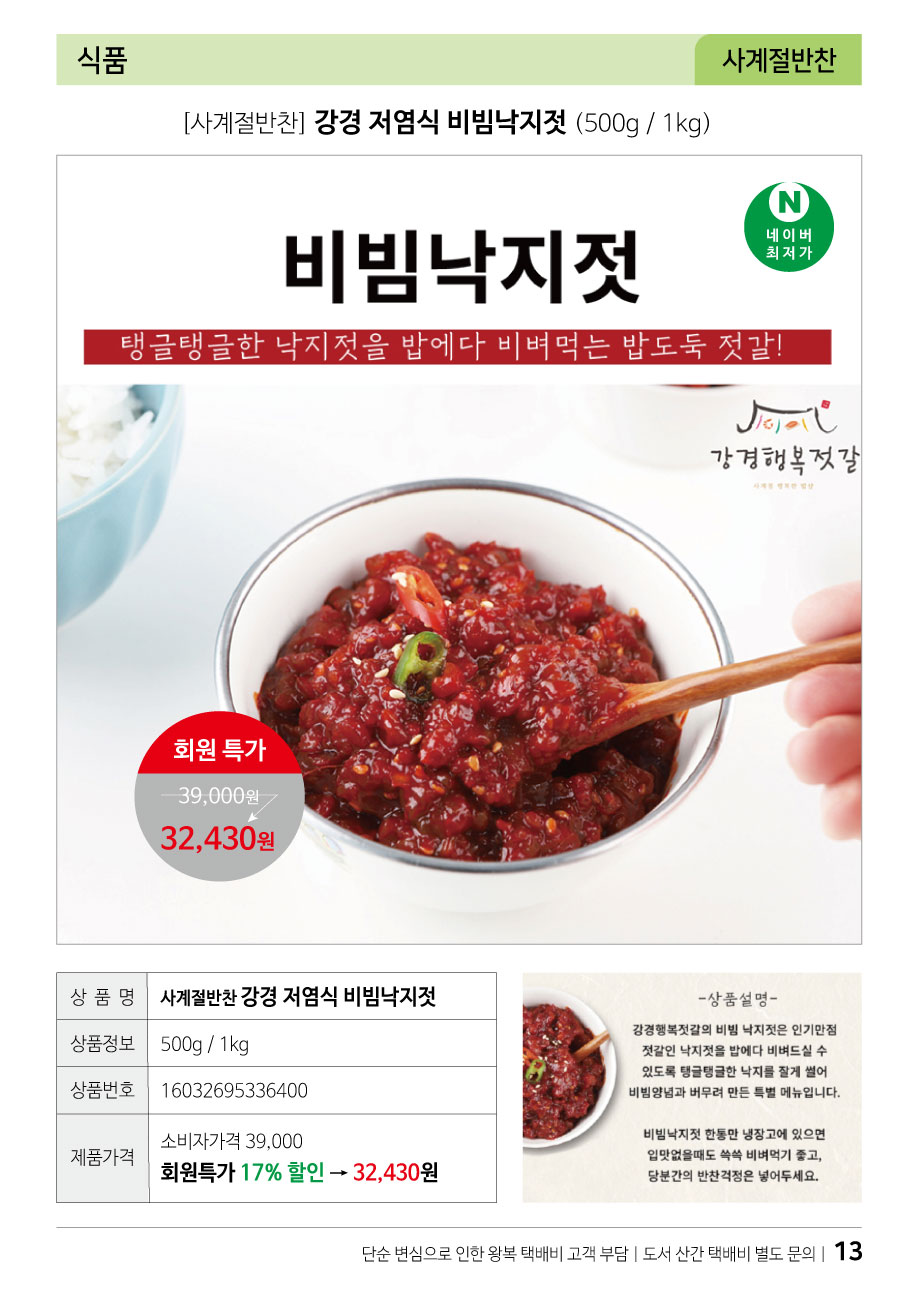 식품
사계절반찬
[사계절반찬] 강경 저염식 비빔낙지젓 (500g / 1kg)
N
네이버
최저가
비빔낙지젓
탱글탱글한 낙지젓을 밥에다 비벼먹는 밥도둑 젓갈!
강경행복젓갈
사계절 행복한 밥상
회원 특가
39,000원
32,430원
상 품 명 사계절반찬 강경 저염식 비빔낙지젓
상품정보 500g / 1kg
상품번호 16032695336400
제품가격 소비자가격 39,000
회원특가 17% 할인 → 32,430원
-상품설명-
강경행복젓갈의 비빔 낙지젓은 인기만점
젓갈인 낙지젓을 밥에다 비벼드실 수
있도록 탱글탱글한 낙지를 잘게 썰어
비빔양념과 버무려 만든 특별 메뉴입니다.
비빔낙지젓 한통만 냉장고에 있으면
입맛없을때도 쓱쓱 비벼먹기 좋고,
당분간의 반찬걱정은 넣어두세요.
단순 변심으로 인한 왕복 택배비 고객 부담 | 도서 산간 택배비 별도 문의 | 13